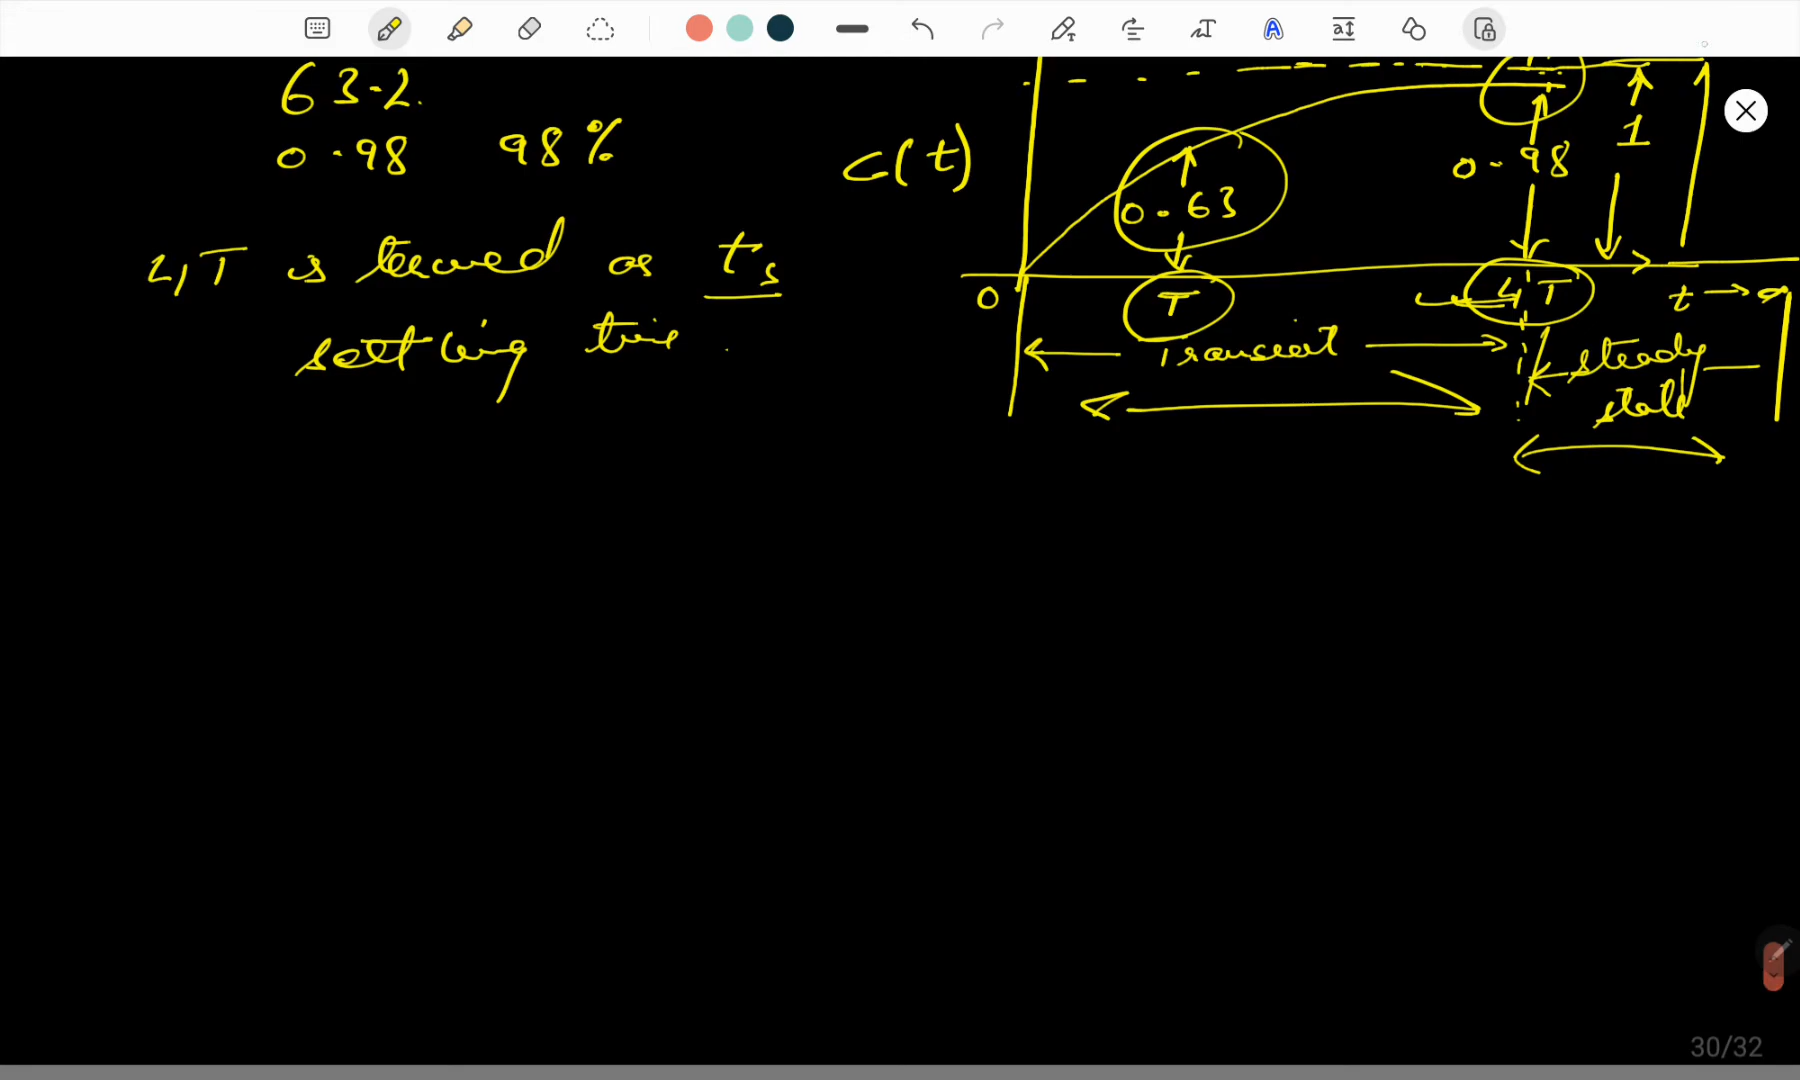 63.2.
0.98 98%
4T is termed as ts
settling time.
c(t)
0.63
0.98
1
0
T
4T
t → ∞
Transient
steady
state
30/32